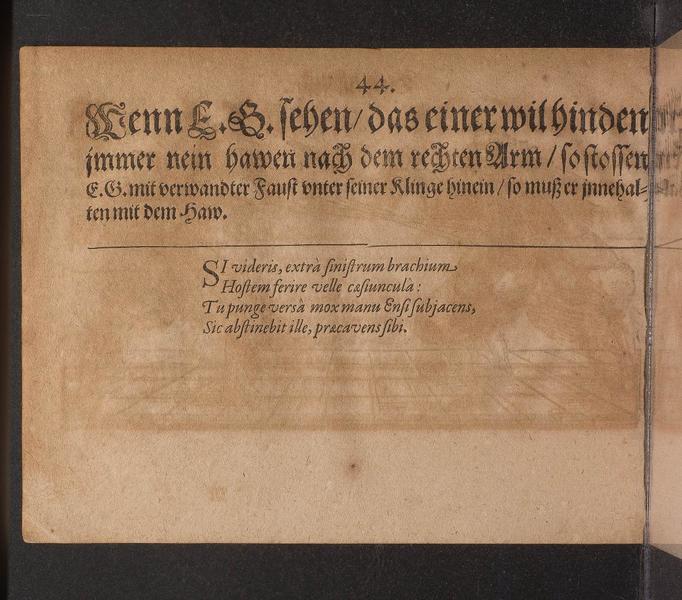 44.
Wenn E. G. sehen/ das einer wil hinden
jmmer nein hawen nach dem rechten Arm/ so stossen
E. G. mit verwandter Faust vnter seiner Klinge hinein/ so muß er jnnehal-
ten mit dem Haw.
SI videris, extrà sinistrum brachium
Hostem ferire velle cæsiunculâ:
Tu punge versâ mox manu Ensi subjacens,
Sic abstinebit ille, præcavens sibi.